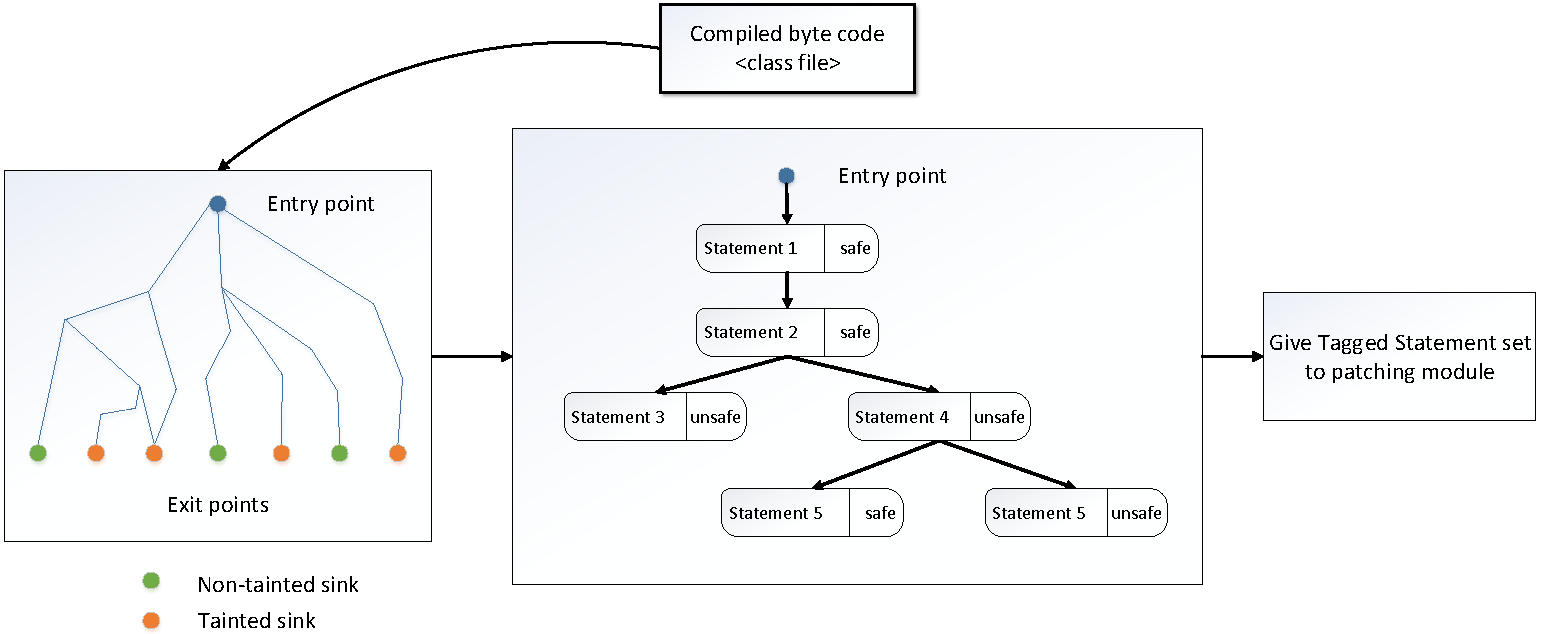 Compiled byte code
<class file>
Entry point
Exit points
Non-tainted sink
Tainted sink
Entry point
Statement 1 safe
Statement 2 safe
Statement 3 unsafe
Statement 4 unsafe
Statement 5 safe
Statement 5 unsafe
Give Tagged Statement set
to patching module